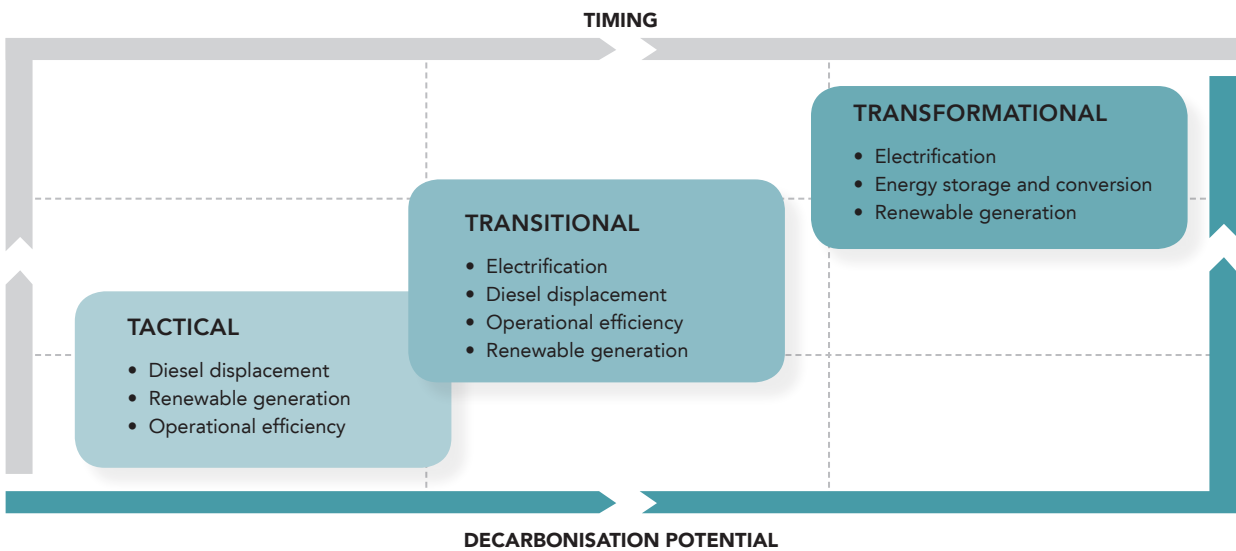 TIMING
TRANSFORMATIONAL
• Electrification
• Energy storage and conversion
• Renewable generation
TRANSITIONAL
• Electrification
• Diesel displacement
• Operational efficiency
• Renewable generation
TACTICAL
• Diesel displacement
• Renewable generation
• Operational efficiency
DECARBONISATION POTENTIAL